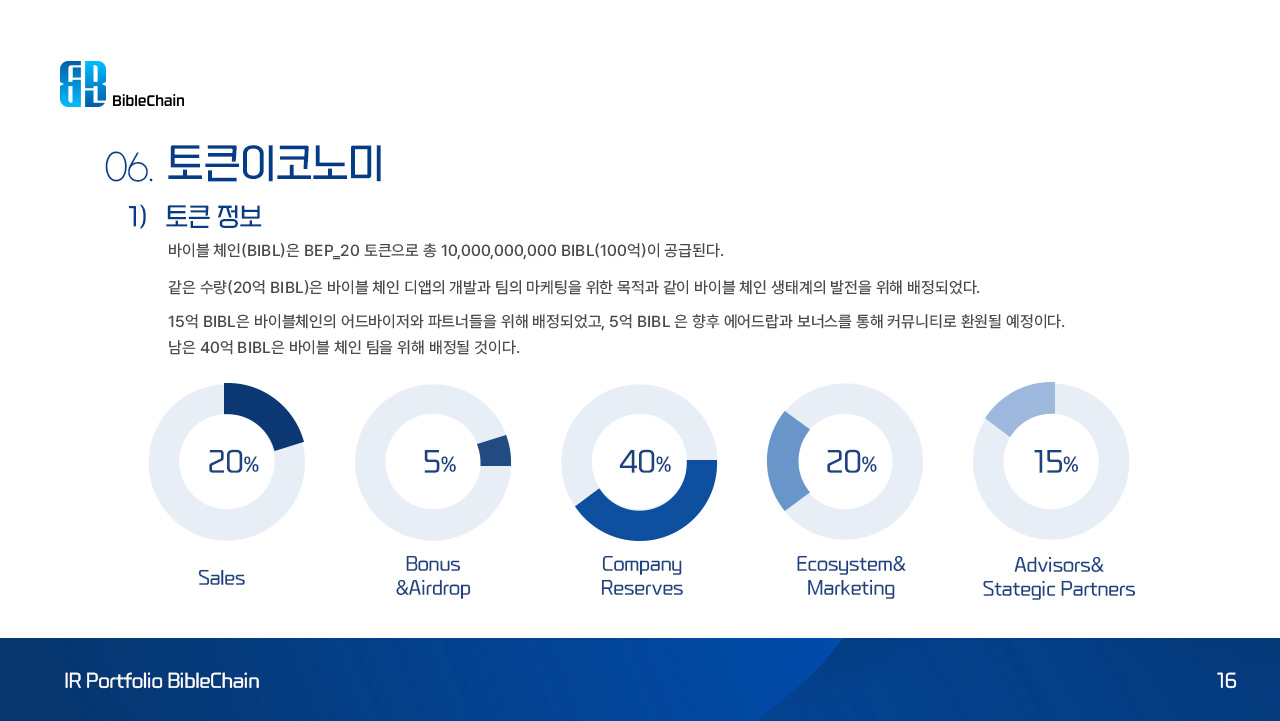 BibleChain
06. 토큰이코노미
1) 토큰 정보
바이블 체인(BIBL)은 BEP_20 토큰으로 총 10,000,000,000 BIBL(100억)이 공급된다.
같은 수량(20억 BIBL)은 바이블 체인 디앱의 개발과 팀의 마케팅을 위한 목적과 같이 바이블 체인 생태계의 발전을 위해 배정되었다.
15억 BIBL은 바이블체인의 어드바이저와 파트너들을 위해 배정되었고, 5억 BIBL 은 향후 에어드랍과 보너스를 통해 커뮤니티로 환원될 예정이다.
남은 40억 BIBL은 바이블 체인 팀을 위해 배정될 것이다.
20%
5%
40%
20%
15%
Sales
Bonus
&Airdrop
Company
Reserves
Ecosystem&
Marketing
Advisors&
Stategic Partners
IR Portfolio BibleChain
16